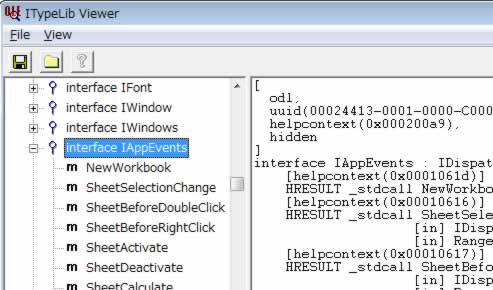 ITypeLib Viewer
File View
interface IFont
interface IWindow
interface IWindows
interface IAppEvents
m NewWorkbook
m SheetSelectionChange
m SheetBeforeDoubleClick
m SheetBeforeRightClick
m SheetActivate
m SheetDeactivate
m SheetCalculate
[
odl,
uuid(00024413-0001-0000-C000
helpcontext(0x000200a9),
hidden
]
interface IAppEvents : IDispat
[helpcontext(0x0001061d)]
HRESULT _stdcall NewWorkbo
[helpcontext(0x00010616)]
HRESULT _stdcall SheetSele
[in] IDisp
[in] Range
[helpcontext(0x00010617)]
HRESULT _stdcall SheetBefo
[in] IDisp